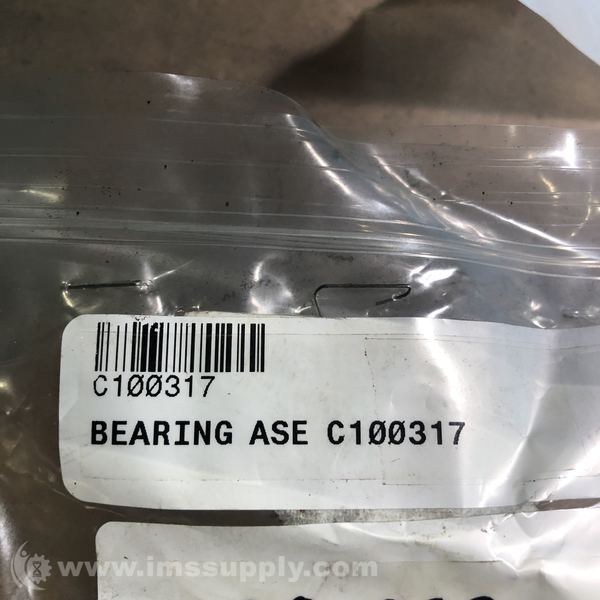 C100317
BEARING ASE C100317
www.imssupply.com